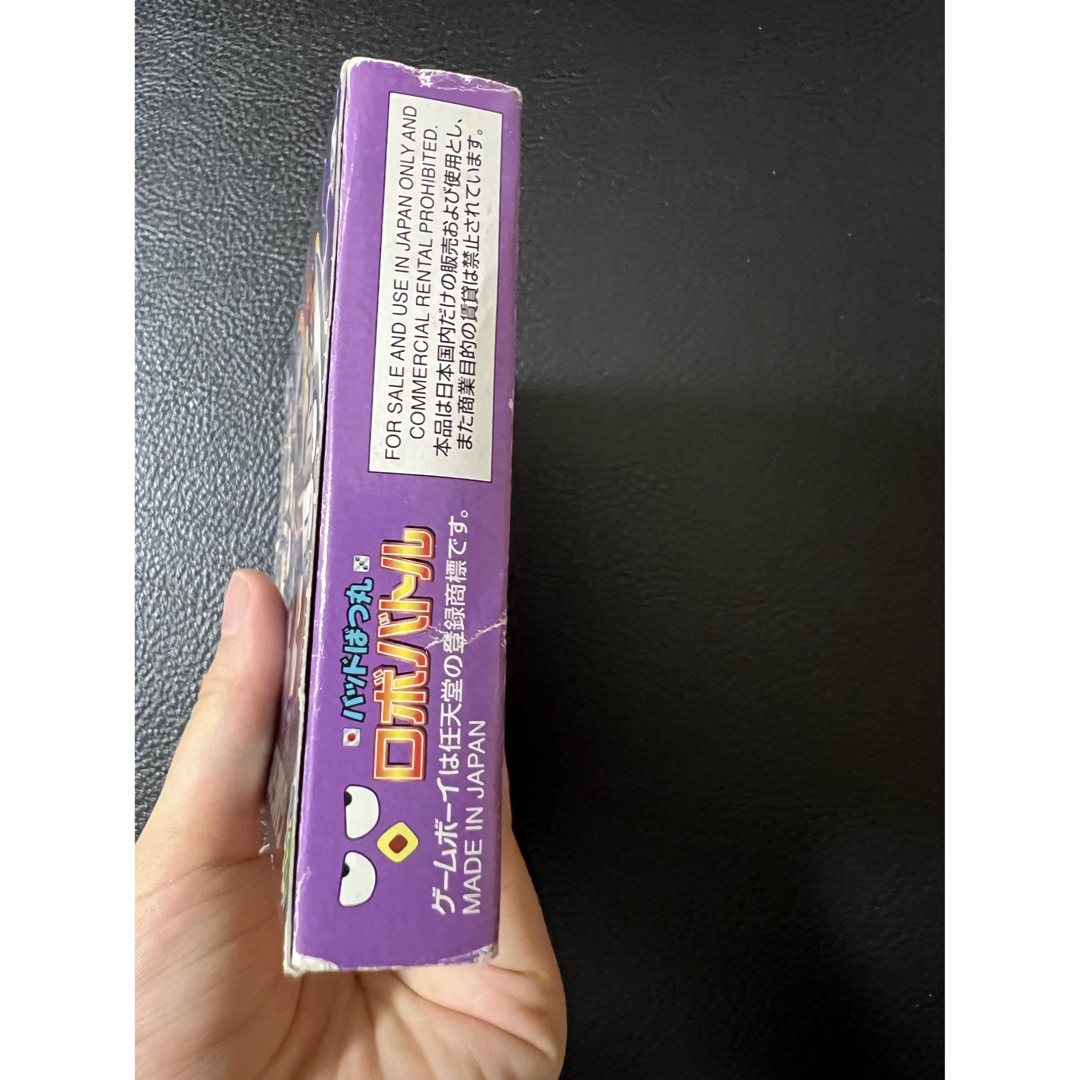 FOR SALE AND USE IN JAPAN ONLY AND
COMMERCIAL RENTAL PROHIBITED.
本品は日本国内だけの販売および使用とし、
また商業目的の賃貸は禁止されています。
バッドばつ丸
ロボバトル
ゲームボーイは任天堂の登録商標です。
MADE IN JAPAN